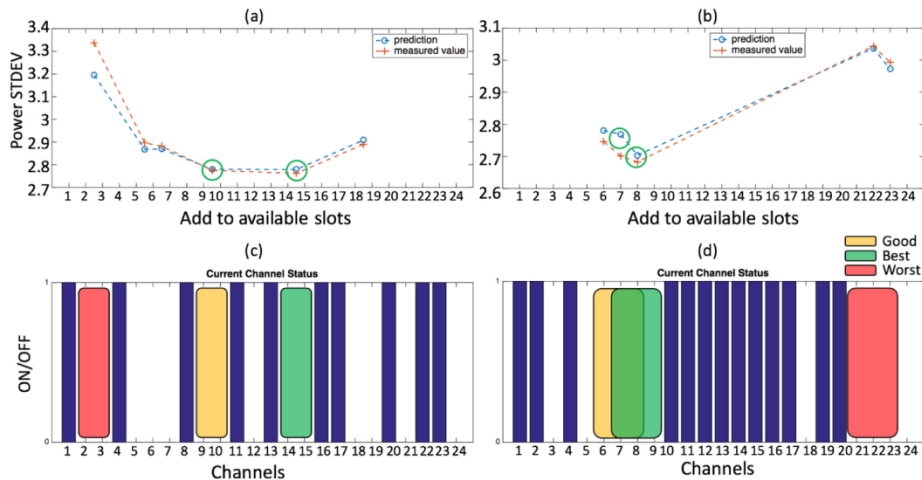 (a)
3.4
3.3
3.2
3.1
3
2.9
2.8
2.7
Power STDEV
prediction
measured value
1 2 3 4 5 6 7 8 9 10 11 12 13 14 15 16 17 18 19 20 21 22 23 24
Add to available slots
(b)
3.1
3
2.9
2.8
2.7
2.6
prediction
measured value
1 2 3 4 5 6 7 8 9 10 11 12 13 14 15 16 17 18 19 20 21 22 23 24
Add to available slots
(c)
Current Channel Status
1
0
ON/OFF
1 2 3 4 5 6 7 8 9 10 11 12 13 14 15 16 17 18 19 20 21 22 23 24
Channels
(d)
Good
Best
Worst
Current Channel Status
1
0
1 2 3 4 5 6 7 8 9 10 11 12 13 14 15 16 17 18 19 20 21 22 23 24
Channels